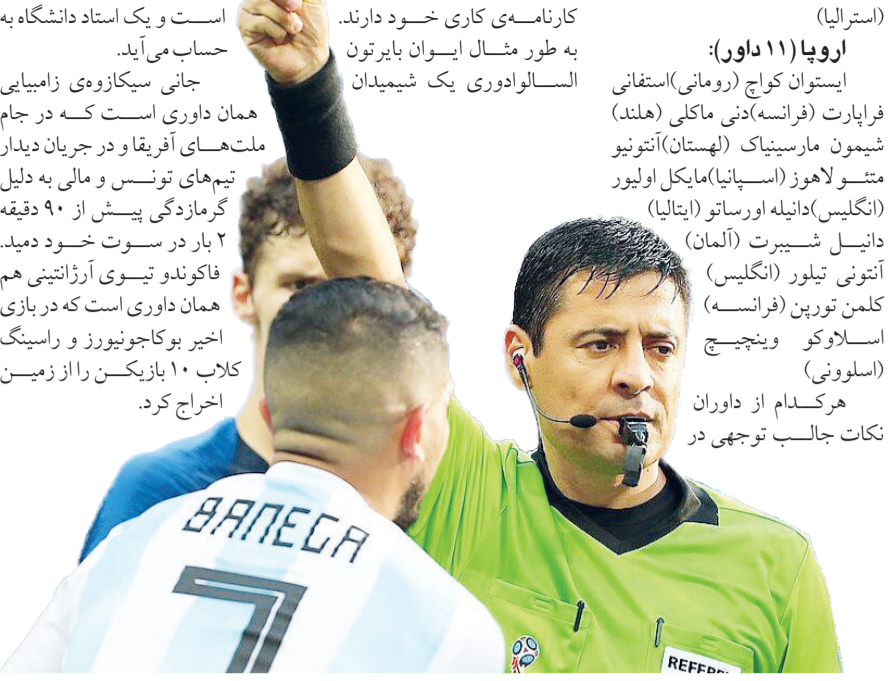 (استرالیا)
اروپا (۱۱ داور):
ایستوان کواچ (رومانی)استفانی
فراپارت (فرانسه)دنی ماکلی (هلند)
شیمون مارسینیاک (لهستان)آنتونیو
متئو لاهوز (اسپانیا)مایکل اولیور
(انگلیس)دانیله اورساتو (ایتالیا)
دانیل شیبرت (آلمان)
آنتونی تیلور (انگلیس)
کلمن تورپن (فرانسه)
اسلاوکو وینچیچ
(اسلوونی)
هرکدام از داوران
نکات جالب توجهی در
کارنامه‌ی کاری خود دارند.
به طور مثال ایوان بایرتون
السالوادوری یک شیمیدان
است و یک استاد دانشگاه به
حساب می‌آید.
جانی سیکازوه‌ی زامبیایی
همان داوری است که در جام
ملت‌های آفریقا و در جریان دیدار
تیم‌های تونس و مالی به دلیل
گرمازدگی پیش از ۹۰ دقیقه
۲ بار در سوت خود دمید.
فاکوندو تیوی آرژانتینی هم
همان داوری است که در بازی
اخیر بوکاجونیورز و راسینگ
کلاب ۱۰ بازیکن را از زمین
اخراج کرد.
BANEGA
7
REFEREE